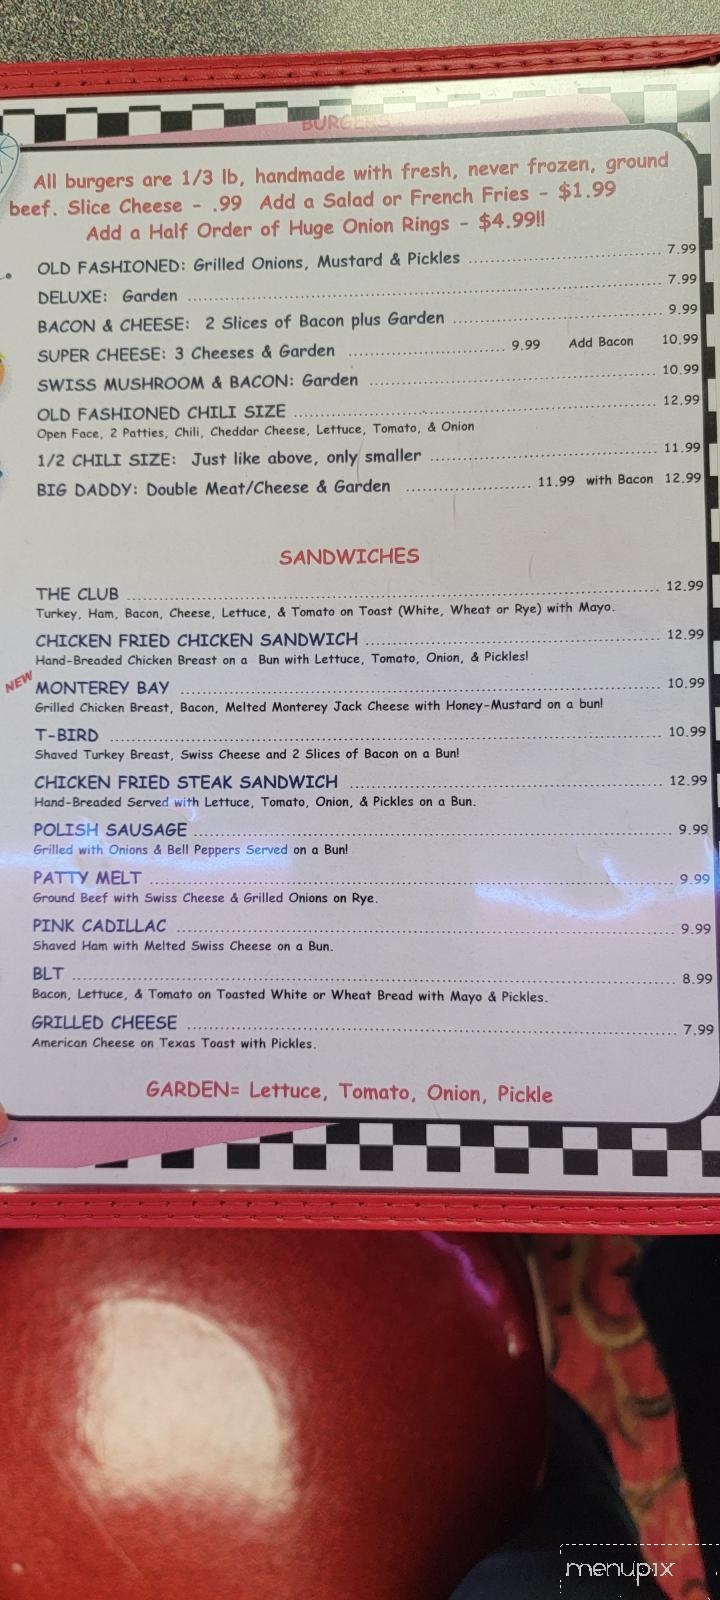 BURGERS
All burgers are 1/3 lb, handmade with fresh, never frozen, ground
beef. Slice Cheese - .99 Add a Salad or French Fries - $1.99
Add a Half Order of Huge Onion Rings - $4.99!!
OLD FASHIONED: Grilled Onions, Mustard & Pickles 7.99
DELUXE: Garden 7.99
BACON & CHEESE: 2 Slices of Bacon plus Garden 9.99
SUPER CHEESE: 3 Cheeses & Garden 9.99 Add Bacon 10.99
SWISS MUSHROOM & BACON: Garden 10.99
OLD FASHIONED CHILI SIZE 12.99
Open Face, 2 Patties, Chili, Cheddar Cheese, Lettuce, Tomato, & Onion
1/2 CHILI SIZE: Just like above, only smaller 11.99
BIG DADDY: Double Meat/Cheese & Garden 11.99 with Bacon 12.99
SANDWICHES
THE CLUB 12.99
Turkey, Ham, Bacon, Cheese, Lettuce, & Tomato on Toast (White, Wheat or Rye) with Mayo.
CHICKEN FRIED CHICKEN SANDWICH 12.99
Hand-Breaded Chicken Breast on a Bun with Lettuce, Tomato, Onion, & Pickles!
NEW MONTEREY BAY 10.99
Grilled Chicken Breast, Bacon, Melted Monterey Jack Cheese with Honey-Mustard on a bun!
T-BIRD 10.99
Shaved Turkey Breast, Swiss Cheese and 2 Slices of Bacon on a Bun!
CHICKEN FRIED STEAK SANDWICH 12.99
Hand-Breaded Served with Lettuce, Tomato, Onion, & Pickles on a Bun.
POLISH SAUSAGE 9.99
Grilled with Onions & Bell Peppers Served on a Bun!
PATTY MELT 9.99
Ground Beef with Swiss Cheese & Grilled Onions on Rye.
PINK CADILLAC 9.99
Shaved Ham with Melted Swiss Cheese on a Bun.
BLT 8.99
Bacon, Lettuce, & Tomato on Toasted White or Wheat Bread with Mayo & Pickles.
GRILLED CHEESE 7.99
American Cheese on Texas Toast with Pickles.
GARDEN= Lettuce, Tomato, Onion, Pickle
menupix